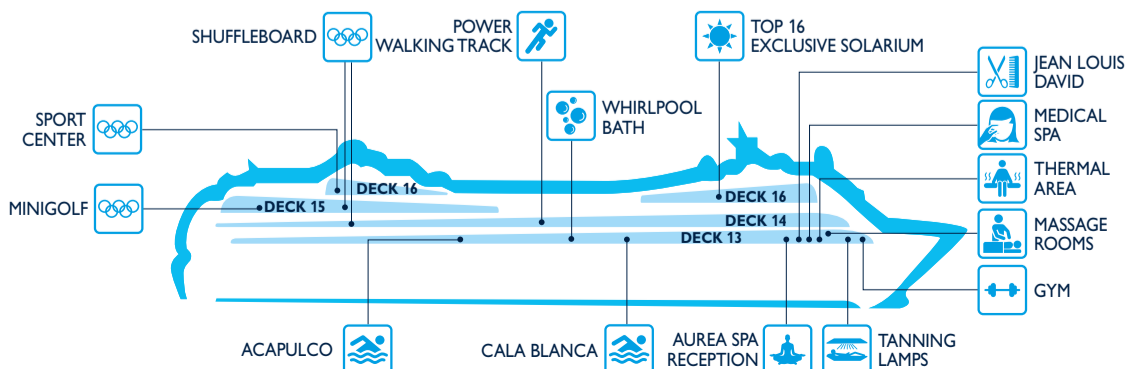 SHUFFLEBOARD
POWER
WALKING TRACK
TOP 16
EXCLUSIVE SOLARIUM
JEAN LOUIS
DAVID
SPORT
CENTER
WHIRLPOOL
BATH
MEDICAL
SPA
THERMAL
AREA
MINIGOLF
DECK 16
DECK 15
DECK 16
DECK 14
DECK 13
MASSAGE
ROOMS
GYM
ACAPULCO
CALA BLANCA
AUREA SPA
RECEPTION
TANNING
LAMPS